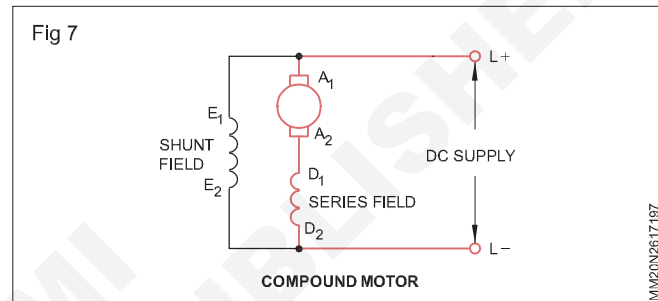 Fig 7
L+
A1
E1
A2
SHUNT
FIELD
DC SUPPLY
D1
E2
SERIES FIELD
D2
L–
COMPOUND MOTOR
MM20N2617197